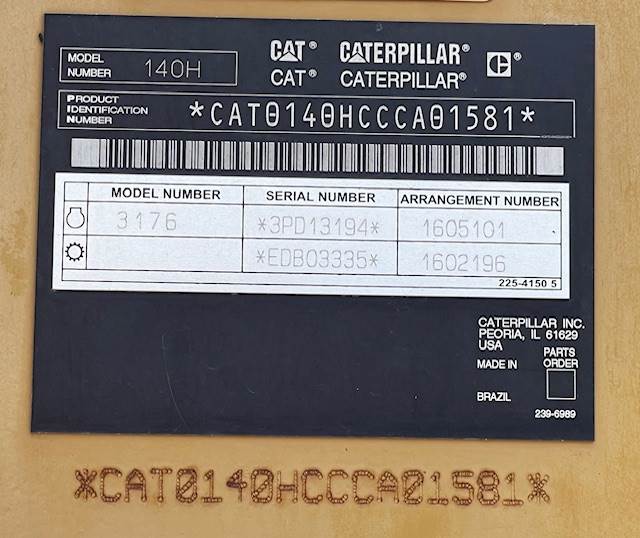 MODEL NUMBER 140H
CAT® CATERPILLAR® C®
CAT® CATERPILLAR®
PRODUCT IDENTIFICATION NUMBER *CAT0140HCCCA01581*
MODEL NUMBER SERIAL NUMBER ARRANGEMENT NUMBER
3176 *3PD13194* 1605101
*EDB03335* 1602196
225-4150 5
CATERPILLAR INC.
PEORIA, IL 61629
USA
MADE IN
BRAZIL
PARTS
ORDER
239-6989
*CAT0140HCCCA01581*